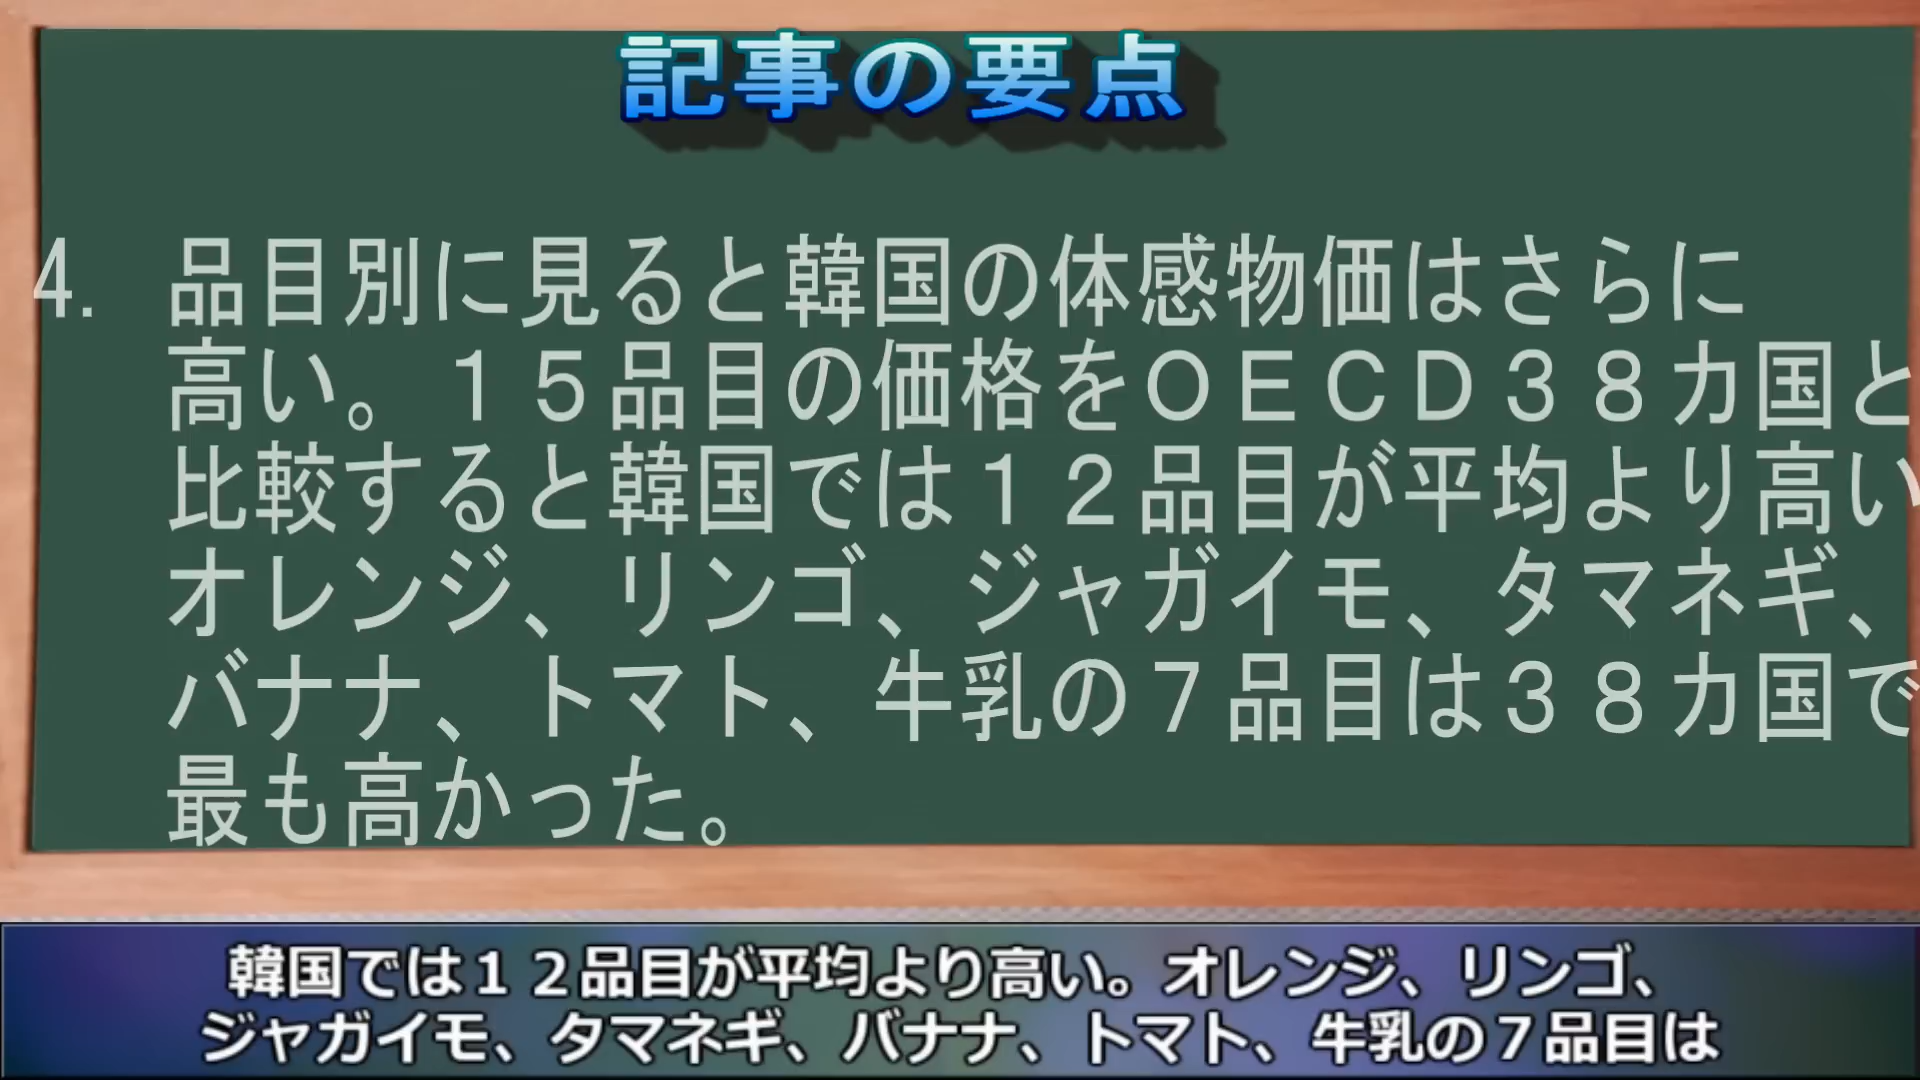 記事の要点
4. 品目別に見ると韓国の体感物価はさらに
高い。１５品目の価格をＯＥＣＤ３８カ国と
比較すると韓国では１２品目が平均より高い
オレンジ、リンゴ、ジャガイモ、タマネギ、
バナナ、トマト、牛乳の７品目は３８カ国で
最も高かった。
韓国では１２品目が平均より高い。オレンジ、リンゴ、
ジャガイモ、タマネギ、バナナ、トマト、牛乳の７品目は